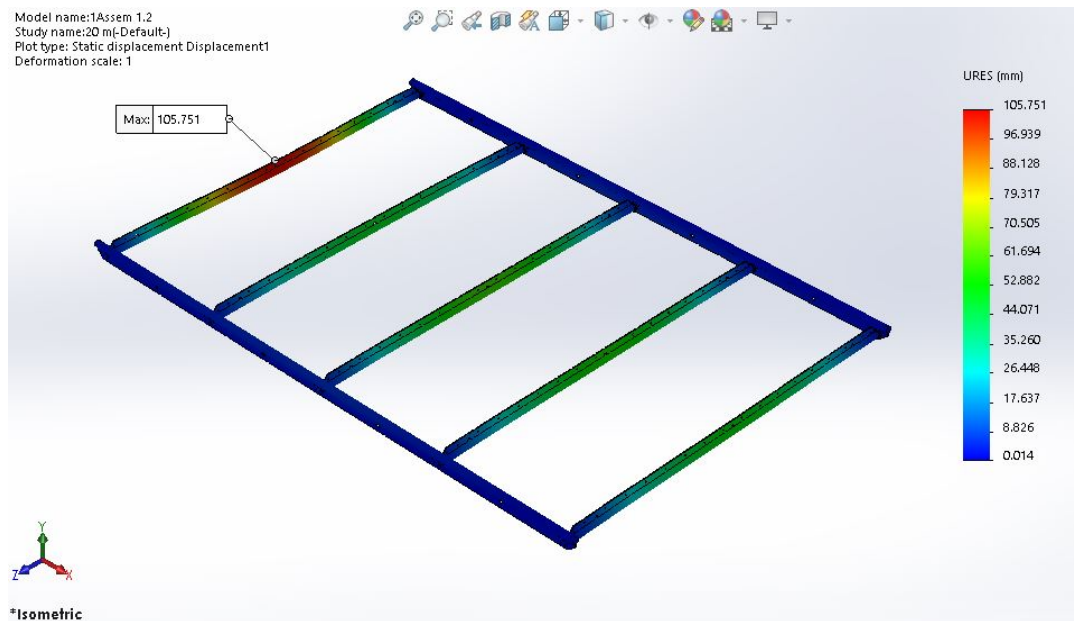 Model name:1Assem 1.2
Study name:20 m(-Default-)
Plot type: Static displacement Displacement1
Deformation scale: 1
URES (mm)
Max: 105.751
105.751
96.939
88.128
79.317
70.505
61.694
52.882
44.071
35.260
26.448
17.637
8.826
0.014
Y
Z X
*Isometric